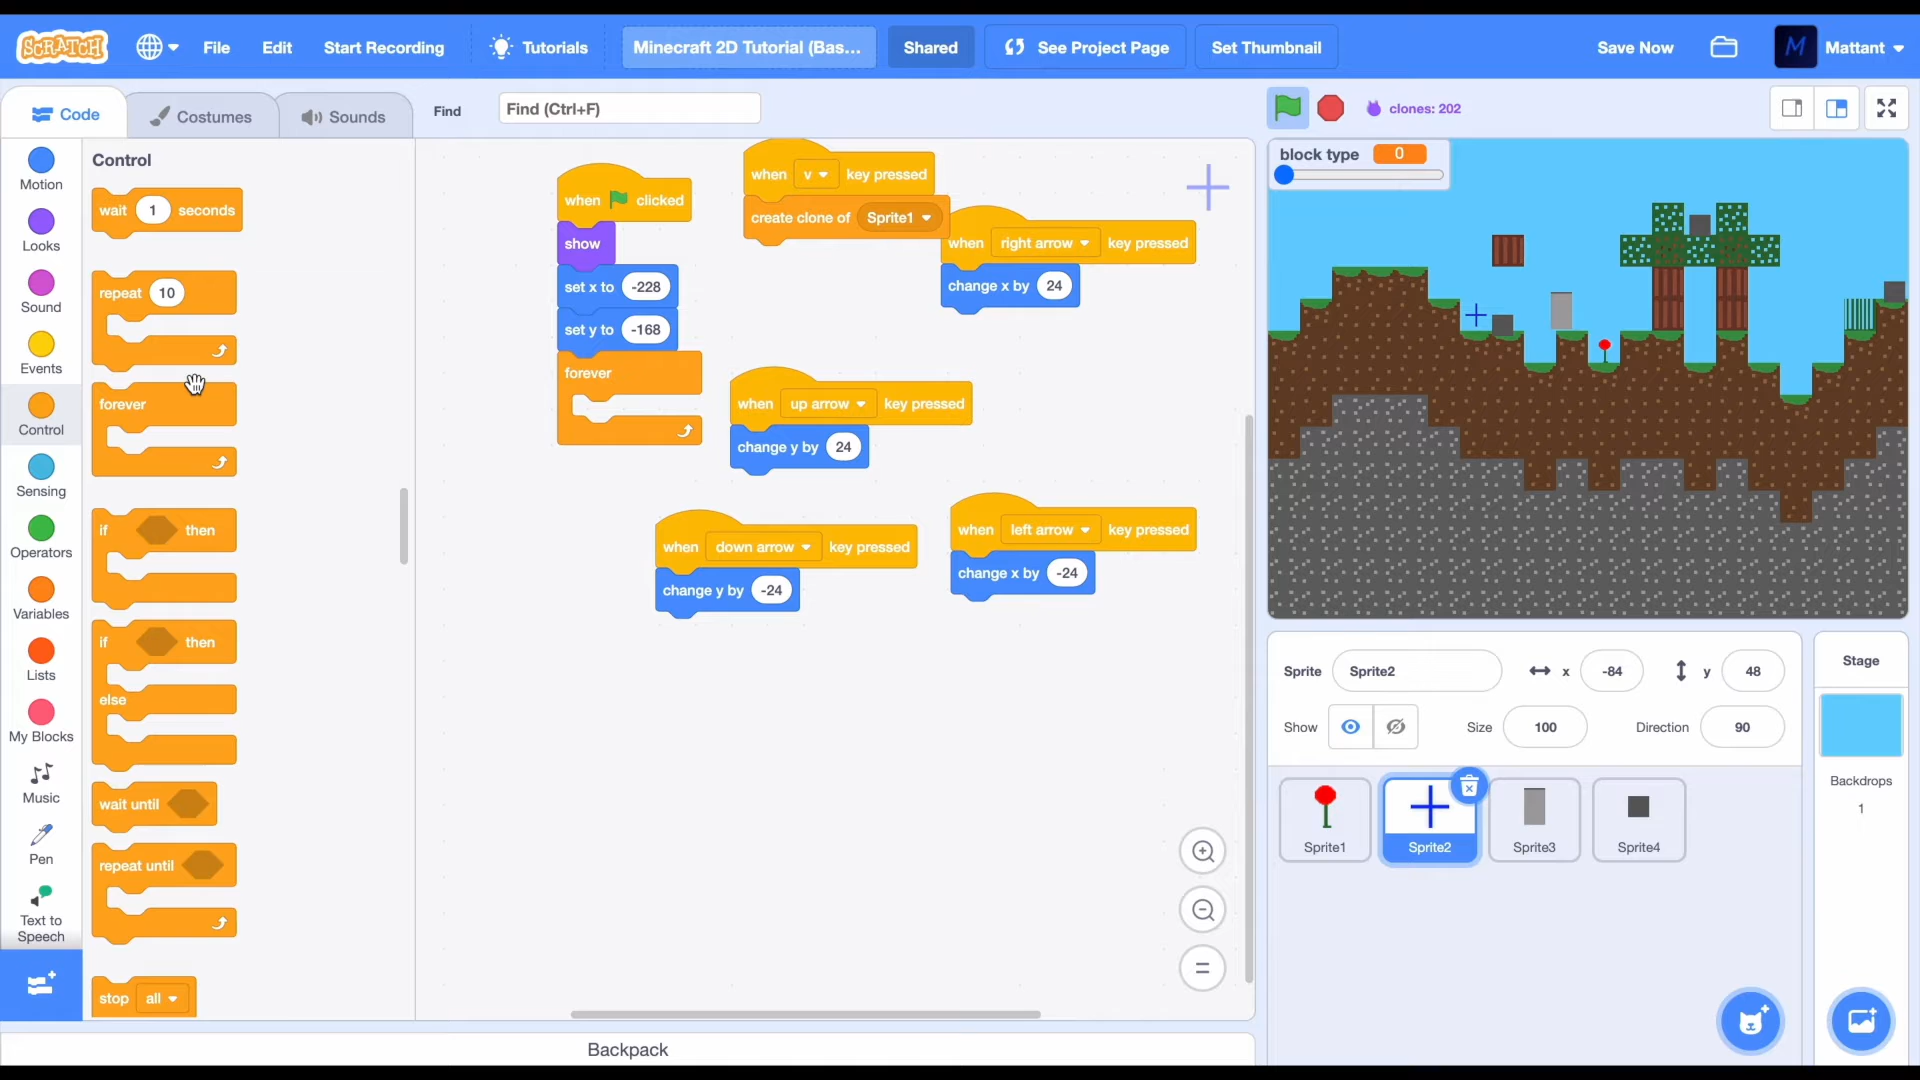 SCRATCH
File
Edit
Start Recording
Tutorials
Minecraft 2D Tutorial (Bas...
Shared
See Project Page
Set Thumbnail
Save Now
M
Mattant
Code
Costumes
Sounds
Find
Find (Ctrl+F)
clones: 202
Motion
Looks
Sound
Events
Control
Sensing
Operators
Variables
Lists
My Blocks
Music
Pen
Text to
Speech
Control
wait 1 seconds
repeat 10
forever
if then
if then
else
wait until
repeat until
stop all
when clicked
show
set x to -228
set y to -168
forever
when v key pressed
create clone of Sprite1
when right arrow key pressed
change x by 24
when up arrow key pressed
change y by 24
when down arrow key pressed
change y by -24
when left arrow key pressed
change x by -24
block type 0
Sprite Sprite2 x -84 y 48
Show Size 100 Direction 90
Sprite1
Sprite2
Sprite3
Sprite4
Stage
Backdrops
1
Backpack